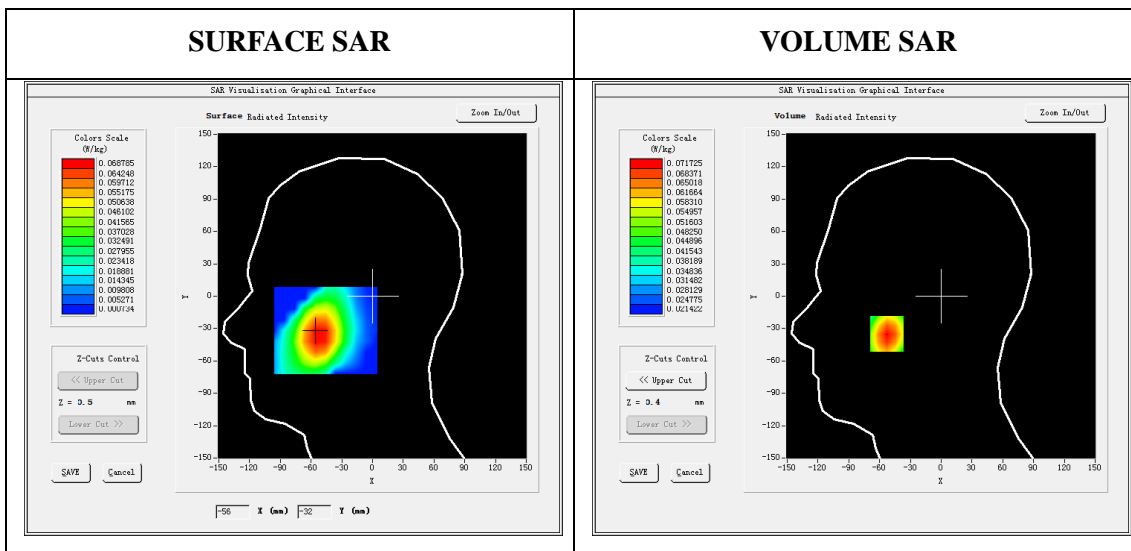 SURFACE SAR
VOLUME SAR
SAR Visualisation Graphical Interface
Surface Radiated Intensity
Zoom In/Out
Colors Scale
(W/kg)
0.068785
0.064248
0.059712
0.055175
0.050638
0.046102
0.041565
0.037028
0.032491
0.027955
0.023418
0.018881
0.014345
0.009808
0.005271
0.000734
150
120
90
60
30
0
-30
-60
-90
-120
-150
Y
-150 -120 -90 -60 -30 0 30 60 90 120 150
X
Z-Cuts Control
<< Upper Cut
Z = 0.5 mm
Lower Cut >>
SAVE Cancel
-56 X (mm) -32 Y (mm)
SAR Visualisation Graphical Interface
Volume Radiated Intensity
Zoom In/Out
Colors Scale
(W/kg)
0.071725
0.068371
0.065018
0.061664
0.058310
0.054957
0.051603
0.048250
0.044896
0.041543
0.038189
0.034836
0.031482
0.028129
0.024775
0.021422
150
120
90
60
30
0
-30
-60
-90
-120
-150
Y
-150 -120 -90 -60 -30 0 30 60 90 120 150
X
Z-Cuts Control
<< Upper Cut
Z = 0.4 mm
Lower Cut >>
SAVE Cancel